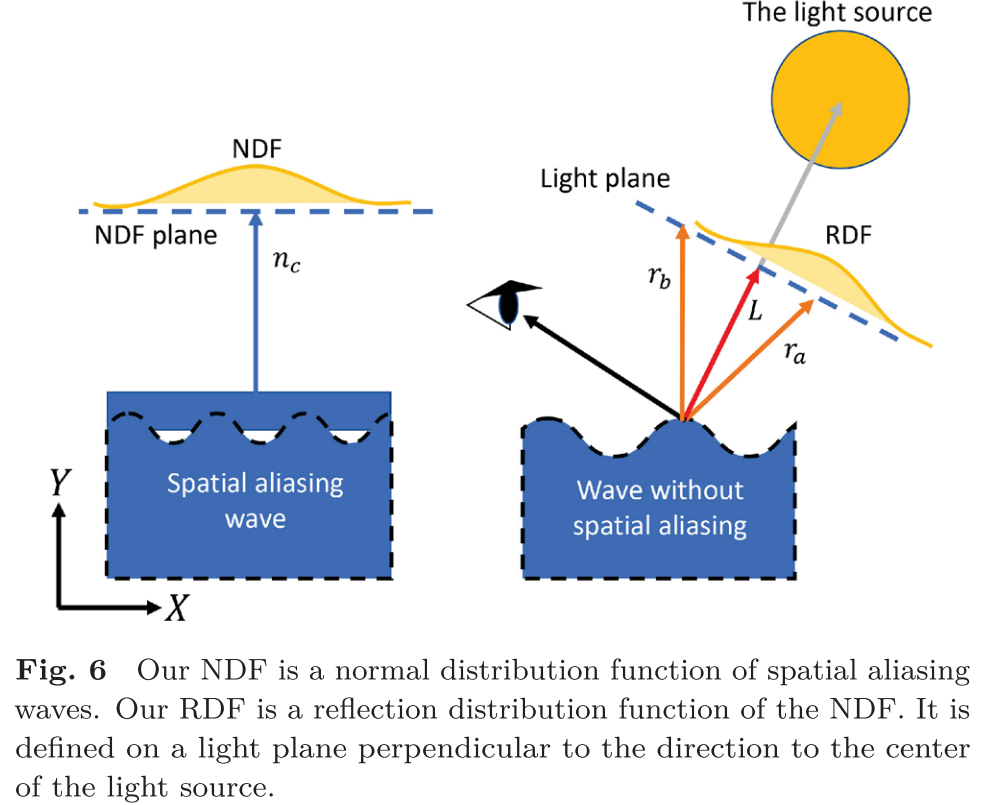 The light source
NDF
Light plane
NDF plane
RDF
n_c
r_b
L
r_a
Spatial aliasing
wave
Wave without
spatial aliasing
Y
X
Fig. 6 Our NDF is a normal distribution function of spatial aliasing
waves. Our RDF is a reflection distribution function of the NDF. It is
defined on a light plane perpendicular to the direction to the center
of the light source.